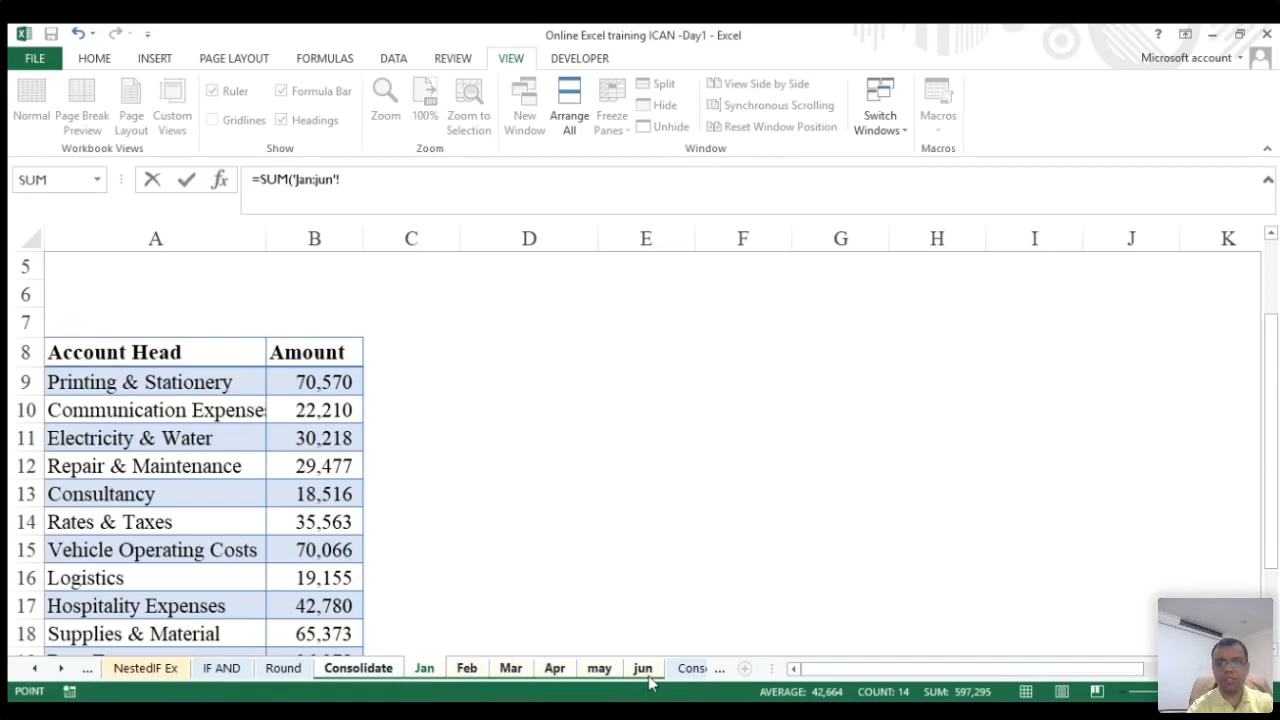 Online Excel training ICAN -Day1 - Excel
?
FILE HOME INSERT PAGE LAYOUT FORMULAS DATA REVIEW VIEW DEVELOPER
Microsoft account
Normal
Page Break Preview
Page Layout
Custom Views
Workbook Views
Ruler
Formula Bar
Gridlines
Headings
Show
Zoom
100%
Zoom to Selection
Zoom
New Window
Arrange All
Freeze Panes
Split
Hide
Unhide
View Side by Side
Synchronous Scrolling
Reset Window Position
Switch Windows
Window
Macros
Macros
SUM
fx
=SUM('Jan:jun'!
A B C D E F G H I J K
5
6
7
8 Account Head Amount
9 Printing & Stationery 70,570
10 Communication Expenses 22,210
11 Electricity & Water 30,218
12 Repair & Maintenance 29,477
13 Consultancy 18,516
14 Rates & Taxes 35,563
15 Vehicle Operating Costs 70,066
16 Logistics 19,155
17 Hospitality Expenses 42,780
18 Supplies & Material 65,373
... NestedIF Ex IF AND Round Consolidate Jan Feb Mar Apr may jun Cons ...
POINT AVERAGE: 42,664 COUNT: 14 SUM: 597,295